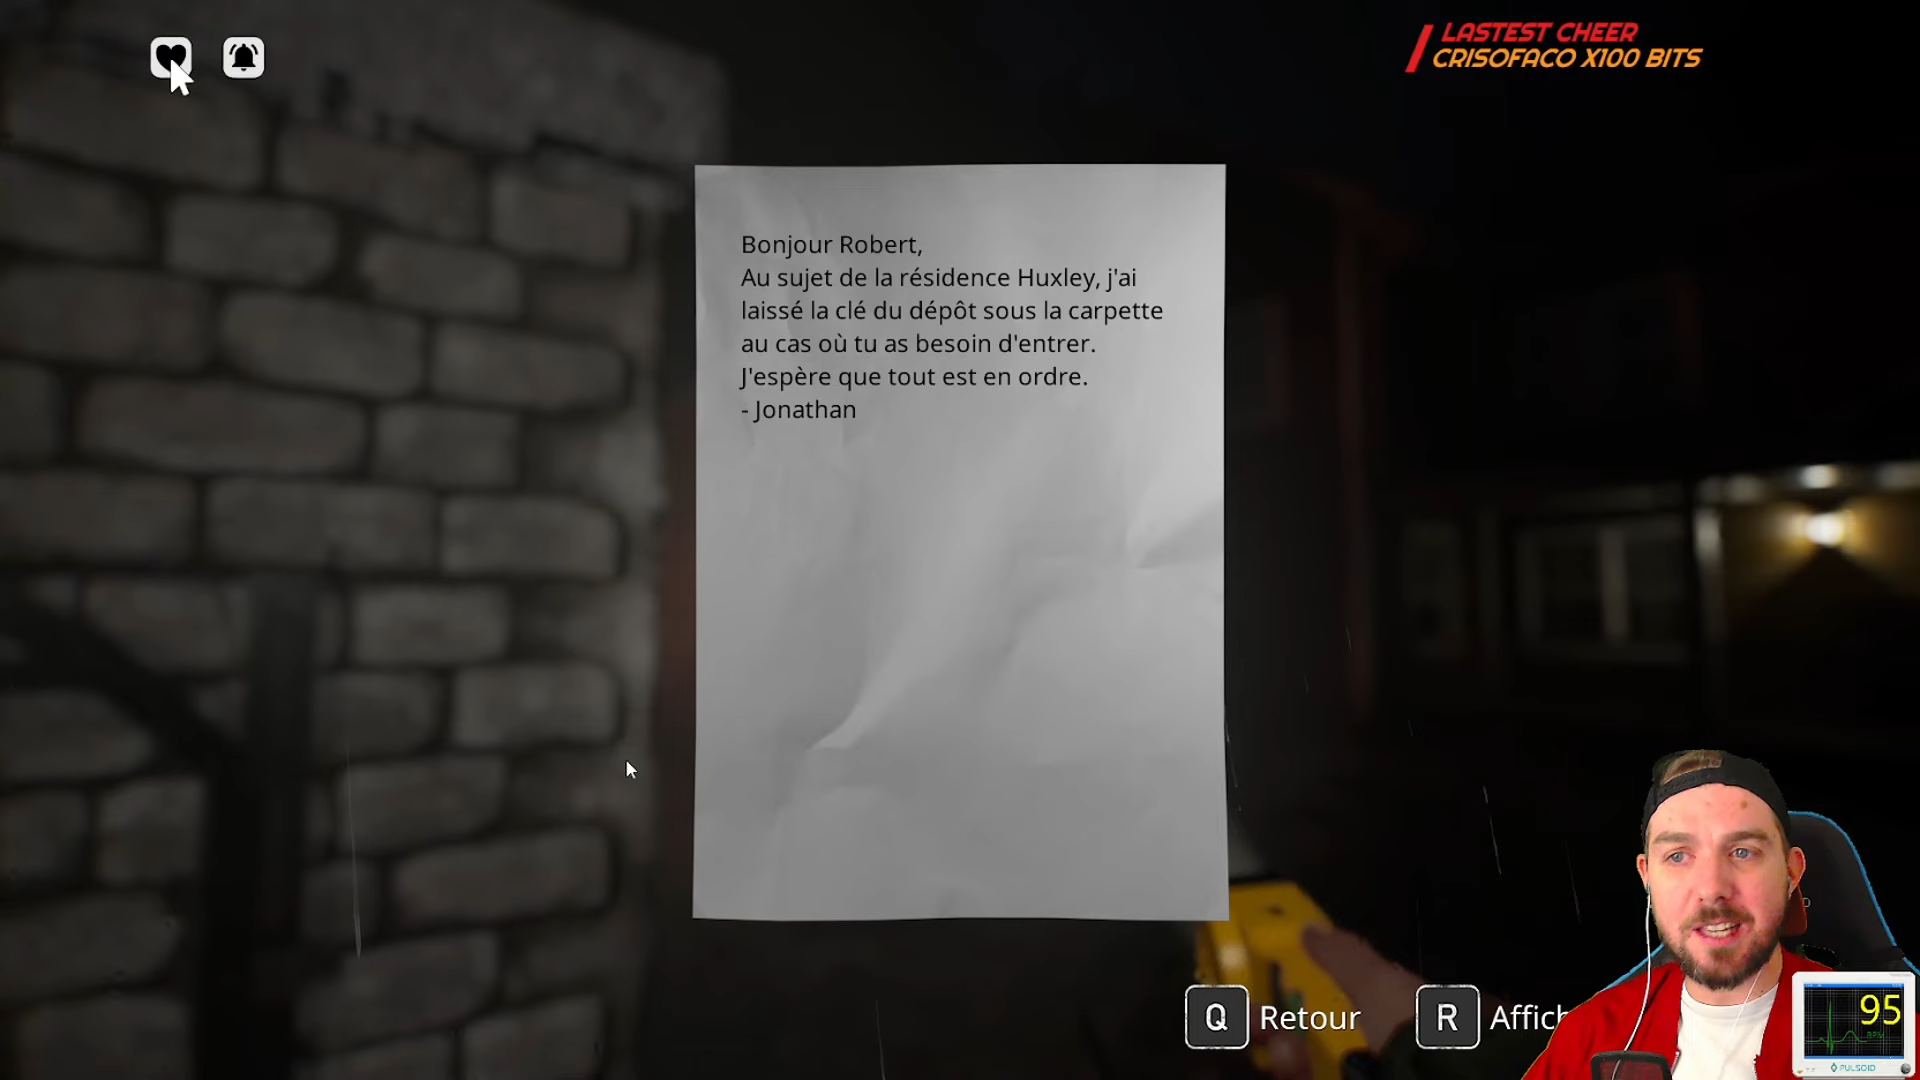 LASTEST CHEER
CRISOFACO X100 BITS
Bonjour Robert,
Au sujet de la résidence Huxley, j'ai
laissé la clé du dépôt sous la carpette
au cas où tu as besoin d'entrer.
J'espère que tout est en ordre.
- Jonathan
Q Retour
R Affich
95
BPM
PULSOID